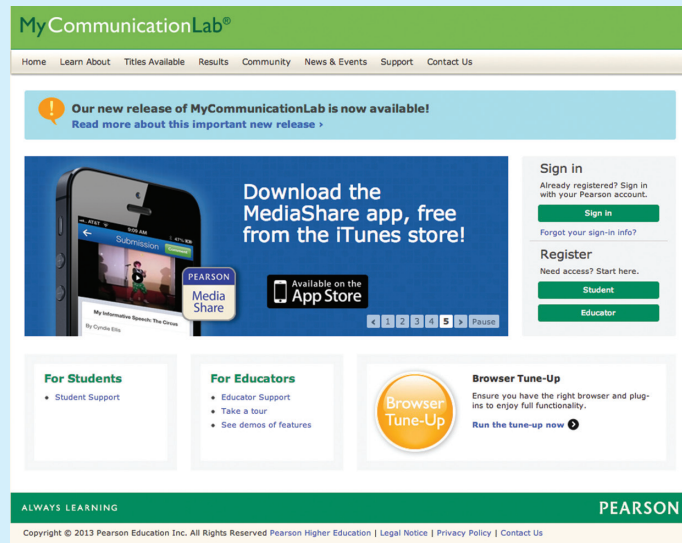 MyCommunicationLab®
Home Learn About Titles Available Results Community News & Events Support Contact Us
Our new release of MyCommunicationLab is now available!
Read more about this important new release ›
Download the
MediaShare app, free
from the iTunes store!
AT&T 9:09 AM 47%
Submission
My Informative Speech: The Circus
By Cyndie Ellis
PEARSON
Media
Share
Available on the
App Store
‹ 1 2 3 4 5 › Pause
Sign in
Already registered? Sign in
with your Pearson account.
Sign in
Forgot your sign-in info?
Register
Need access? Start here.
Student
Educator
For Students
• Student Support
For Educators
• Educator Support
• Take a tour
• See demos of features
Browser
Tune-Up
Browser Tune-Up
Ensure you have the right browser and plug-
ins to enjoy full functionality.
Run the tune-up now
ALWAYS LEARNING
PEARSON
Copyright © 2013 Pearson Education Inc. All Rights Reserved Pearson Higher Education | Legal Notice | Privacy Policy | Contact Us